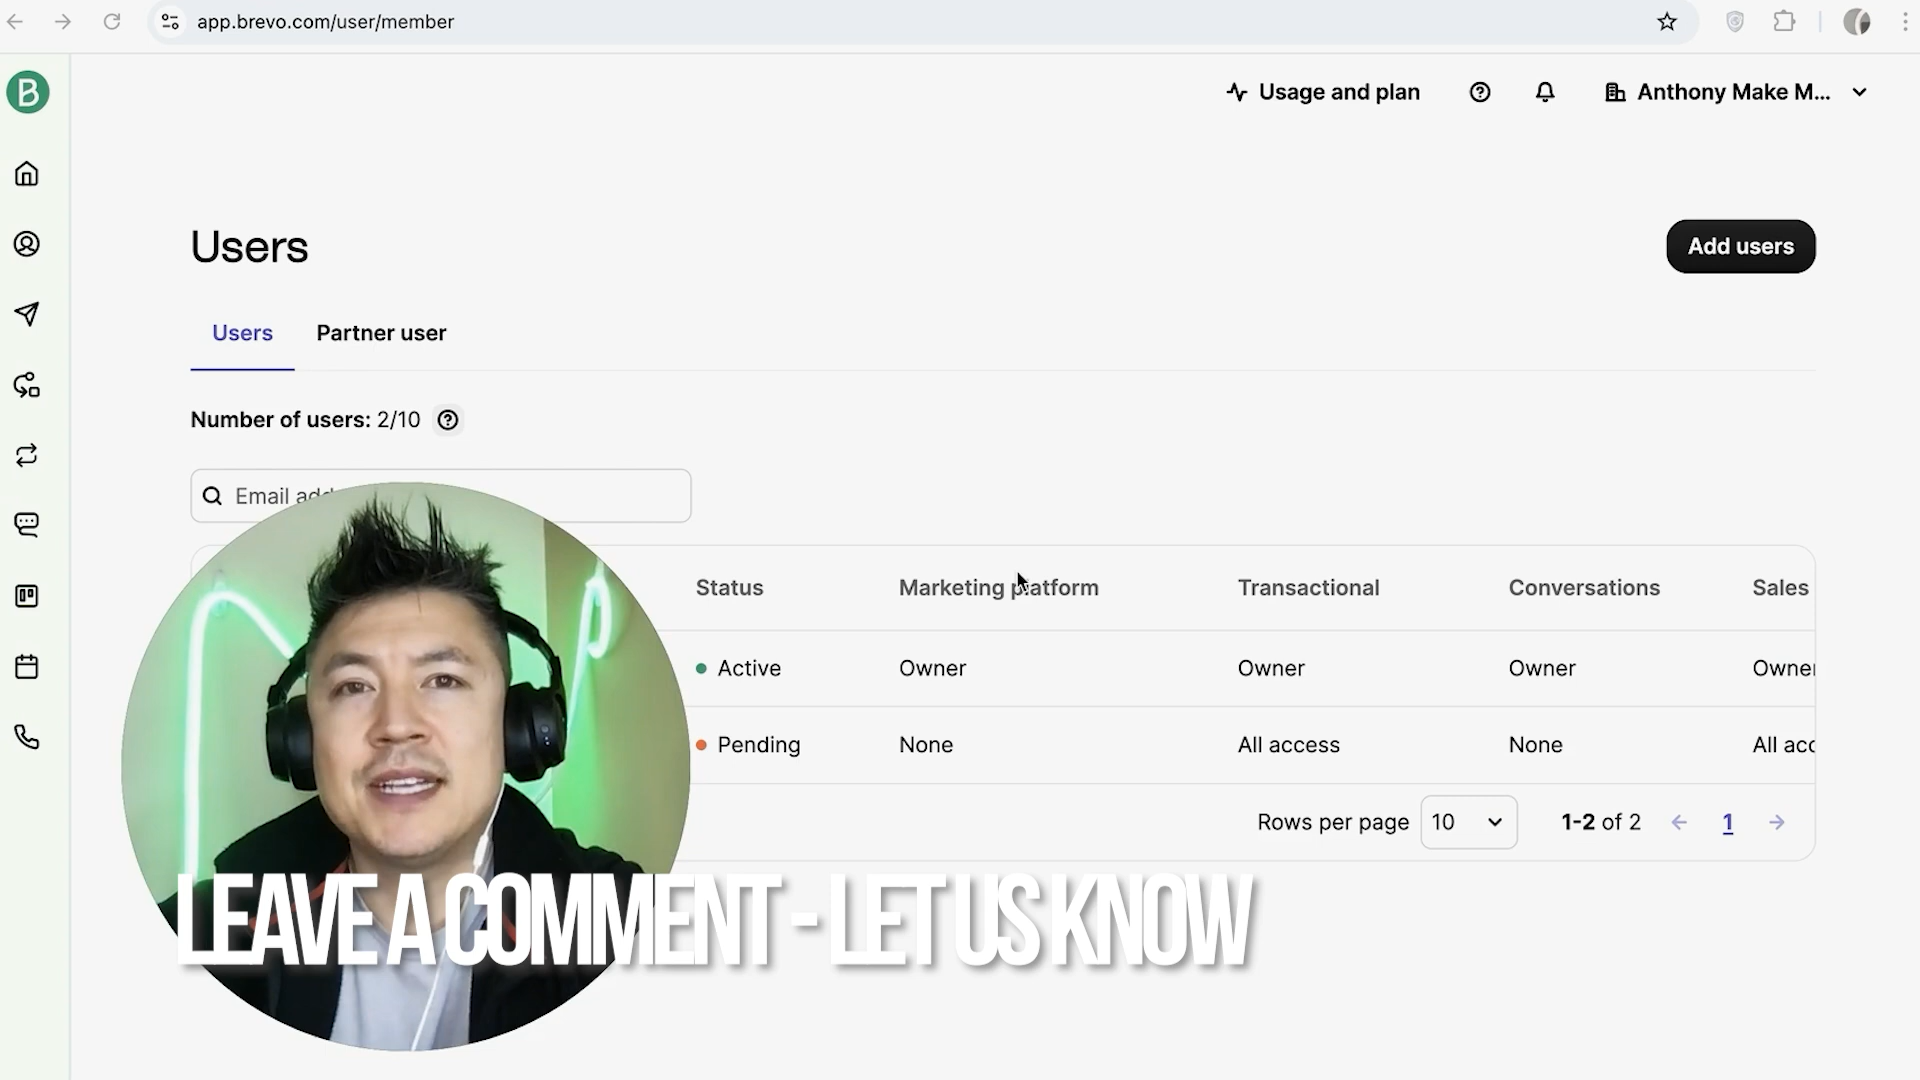 app.brevo.com/user/member
B
Usage and plan
Anthony Make M...
Users
Add users
Users
Partner user
Number of users: 2/10
Email
Status
Marketing platform
Transactional
Conversations
Sales
Active
Owner
Owner
Owner
Owner
Pending
None
All access
None
All acc
Rows per page
10
1-2 of 2
1
LEAVE A COMMENT - LET US KNOW